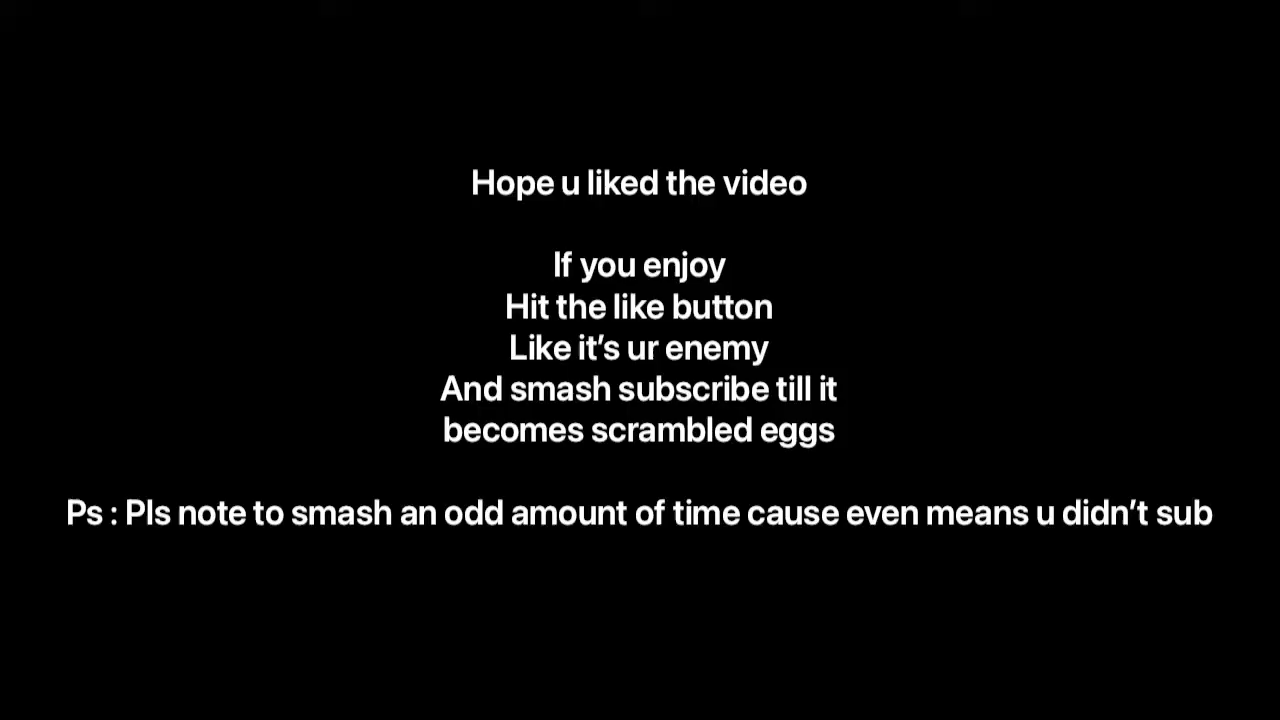 Hope u liked the video
If you enjoy
Hit the like button
Like it’s ur enemy
And smash subscribe till it
becomes scrambled eggs
Ps : Pls note to smash an odd amount of time cause even means u didn’t sub